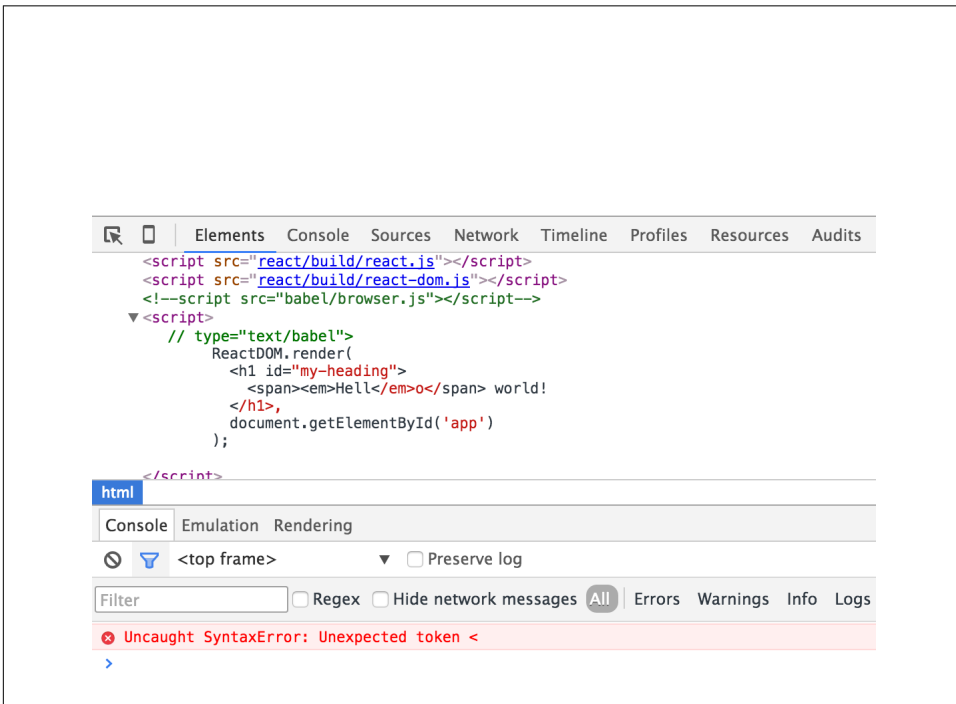 Elements Console Sources Network Timeline Profiles Resources Audits
<script src="react/build/react.js"></script>
<script src="react/build/react-dom.js"></script>
<!--script src="babel/browser.js"></script-->
▼<script>
// type="text/babel">
ReactDOM.render(
<h1 id="my-heading">
<span><em>Hell</em>o</span> world!
</h1>,
document.getElementById('app')
);
</script>
html
Console Emulation Rendering
<top frame> ▼ Preserve log
Filter Regex Hide network messages All Errors Warnings Info Logs
Uncaught SyntaxError: Unexpected token <
>